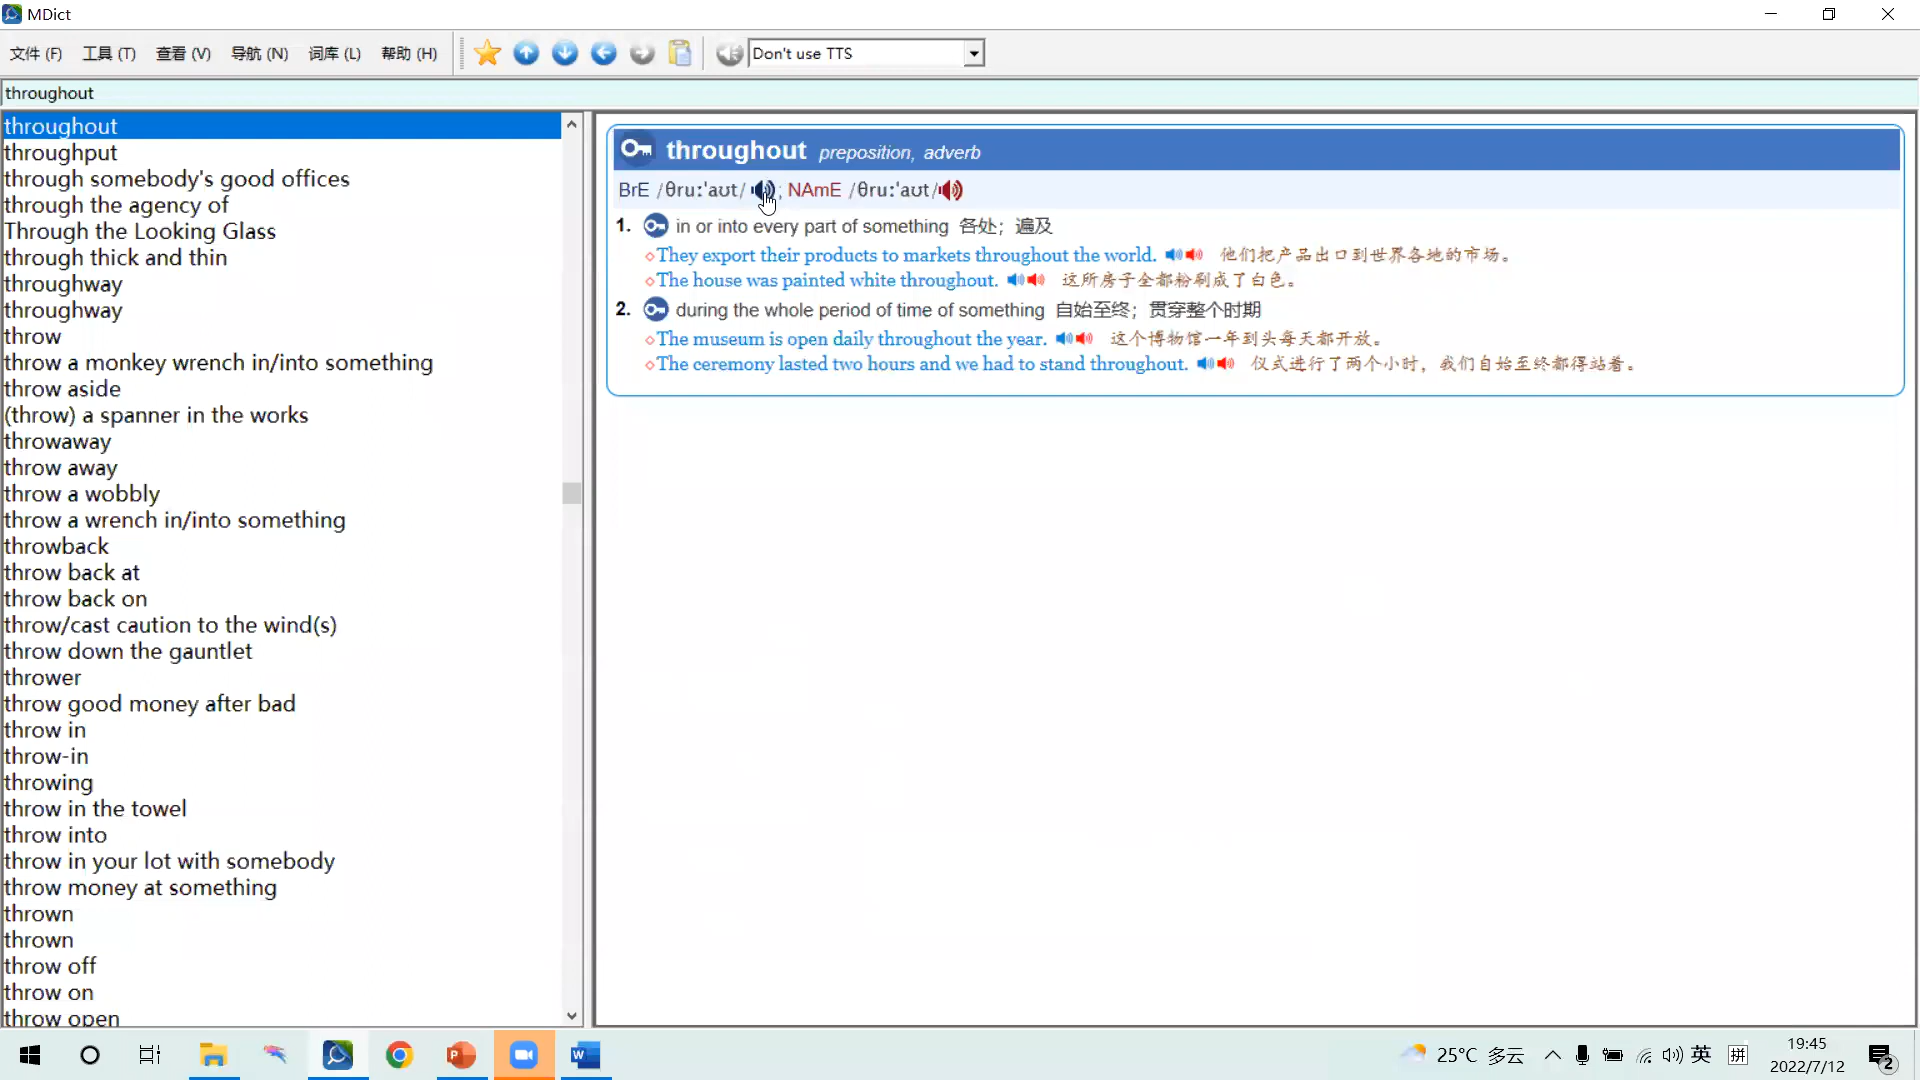 MDict
文件 (F) 工具 (T) 查看 (V) 导航 (N) 词库 (L) 帮助 (H) Don't use TTS
throughout
throughout
throughput
through somebody's good offices
through the agency of
Through the Looking Glass
through thick and thin
throughway
throughway
throw
throw a monkey wrench in/into something
throw aside
(throw) a spanner in the works
throwaway
throw away
throw a wobbly
throw a wrench in/into something
throwback
throw back at
throw back on
throw/cast caution to the wind(s)
throw down the gauntlet
thrower
throw good money after bad
throw in
throw-in
throwing
throw in the towel
throw into
throw in your lot with somebody
throw money at something
thrown
thrown
throw off
throw on
throw open
throughout preposition, adverb
BrE /θruːˈaʊt/ ; NAmE /θruːˈaʊt/
1. in or into every part of something 各处；遍及
They export their products to markets throughout the world. 他们把产品出口到世界各地的市场。
The house was painted white throughout. 这所房子全都粉刷成了白色。
2. during the whole period of time of something 自始至终；贯穿整个时期
The museum is open daily throughout the year. 这个博物馆一年到头每天都开放。
The ceremony lasted two hours and we had to stand throughout. 仪式进行了两个小时，我们自始至终都得站着。
25°C 多云 英 拼 19:45
2022/7/12 2